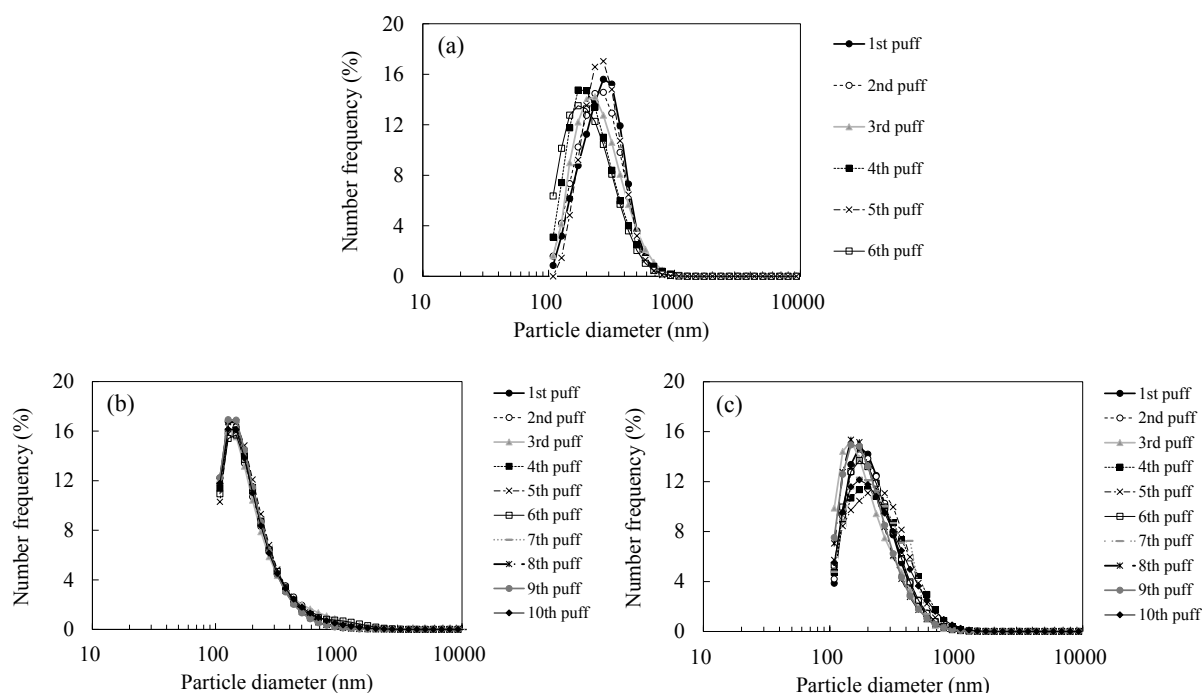 (a)
Number frequency (%)
20
16
12
8
4
0
10
100
1000
10000
Particle diameter (nm)
1st puff
2nd puff
3rd puff
4th puff
5th puff
6th puff
(b)
Number frequency (%)
20
16
12
8
4
0
10
100
1000
10000
Particle diameter (nm)
1st puff
2nd puff
3rd puff
4th puff
5th puff
6th puff
7th puff
8th puff
9th puff
10th puff
(c)
Number frequency (%)
20
16
12
8
4
0
10
100
1000
10000
Particle diameter (nm)
1st puff
2nd puff
3rd puff
4th puff
5th puff
6th puff
7th puff
8th puff
9th puff
10th puff